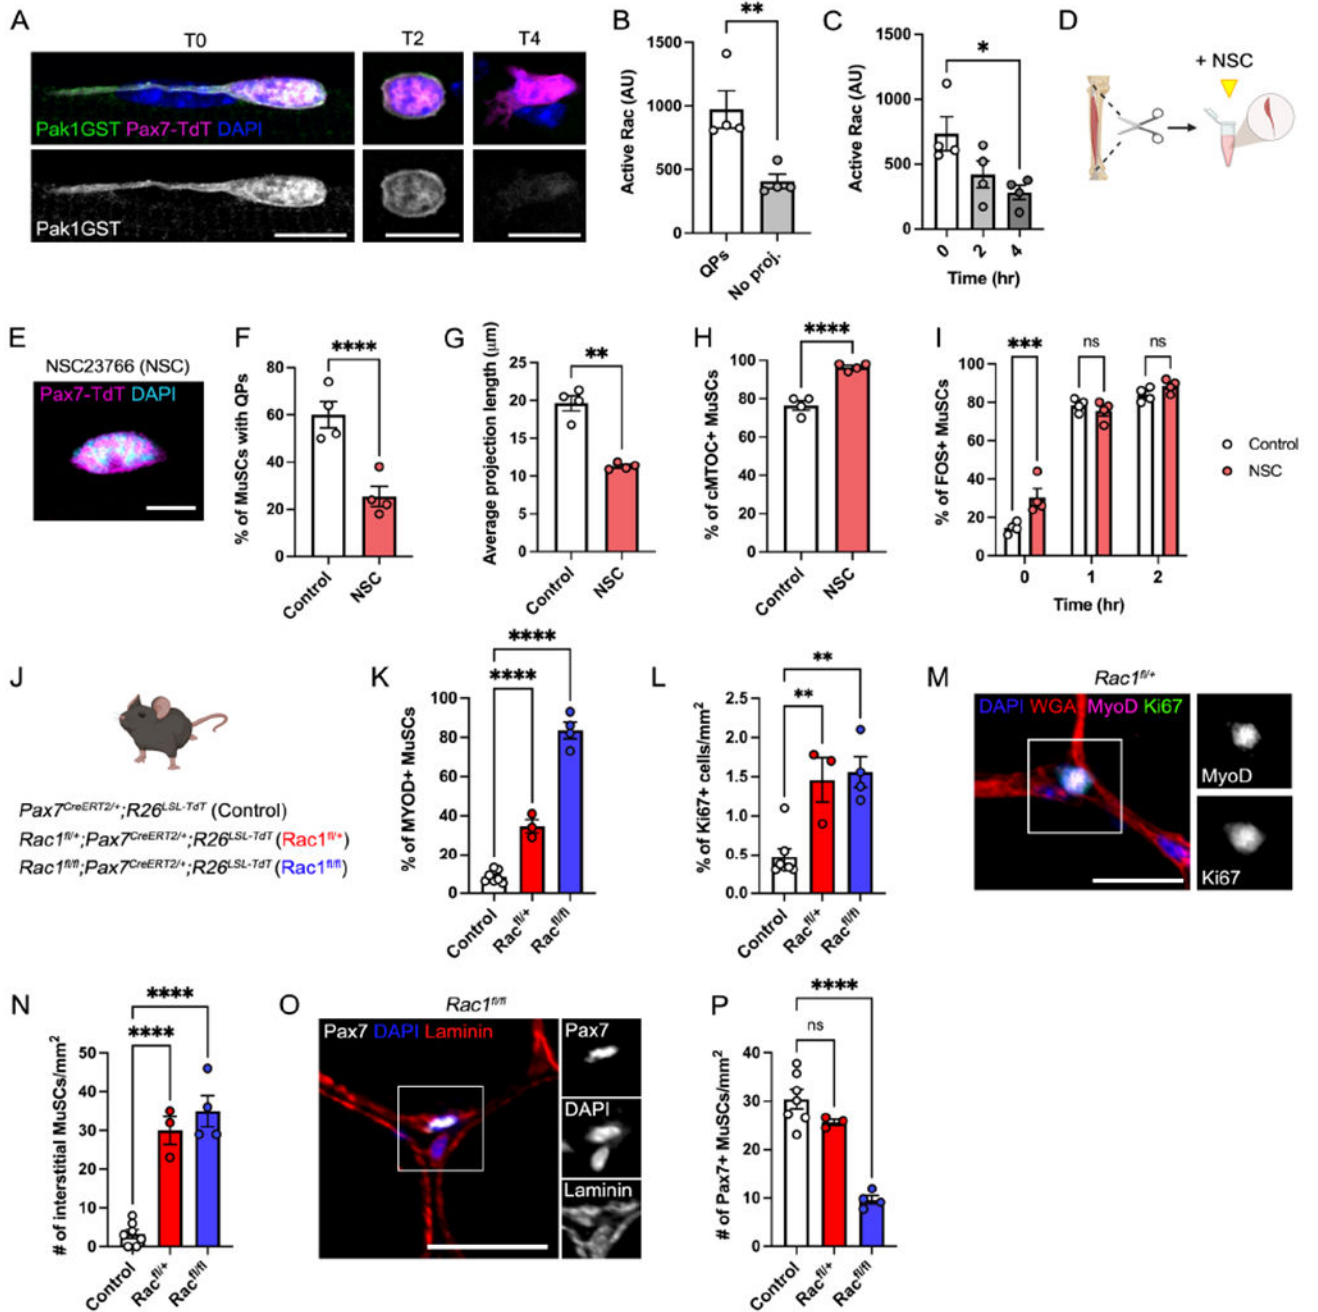 A
T0
T2
T4
Pak1GST Pax7-TdT DAPI
Pak1GST
B
**
Active Rac (AU)
1500
1000
500
0
QPs
No proj.
C
*
Active Rac (AU)
1500
1000
500
0
0
2
4
Time (hr)
D
+ NSC
E
NSC23766 (NSC)
Pax7-TdT DAPI
F
****
% of MuSCs with QPs
80
60
40
20
0
Control
NSC
G
**
Average projection length (μm)
25
20
15
10
5
0
Control
NSC
H
****
% of cMTOC+ MuSCs
100
80
60
40
20
0
Control
NSC
I
***
ns
ns
% of FOS+ MuSCs
100
80
60
40
20
0
0
1
2
Time (hr)
Control
NSC
J
Pax7CreERT2/+;R26LSL-TdT (Control)
Rac1fl/+;Pax7CreERT2/+;R26LSL-TdT (Rac1fl/+)
Rac1fl/fl;Pax7CreERT2/+;R26LSL-TdT (Rac1fl/fl)
K
****
****
% of MYOD+ MuSCs
100
80
60
40
20
0
Control
Racfl/+
Racfl/fl
L
**
**
% of Ki67+ cells/mm2
2.5
2.0
1.5
1.0
0.5
0.0
Control
Racfl/+
Racfl/fl
M
Rac1fl/+
DAPI WGA MyoD Ki67
MyoD
Ki67
N
****
****
# of interstitial MuSCs/mm2
50
40
30
20
10
0
Control
Racfl/+
Racfl/fl
O
Rac1fl/fl
Pax7 DAPI Laminin
Pax7
DAPI
Laminin
P
****
ns
# of Pax7+ MuSCs/mm2
40
30
20
10
0
Control
Racfl/+
Racfl/fl